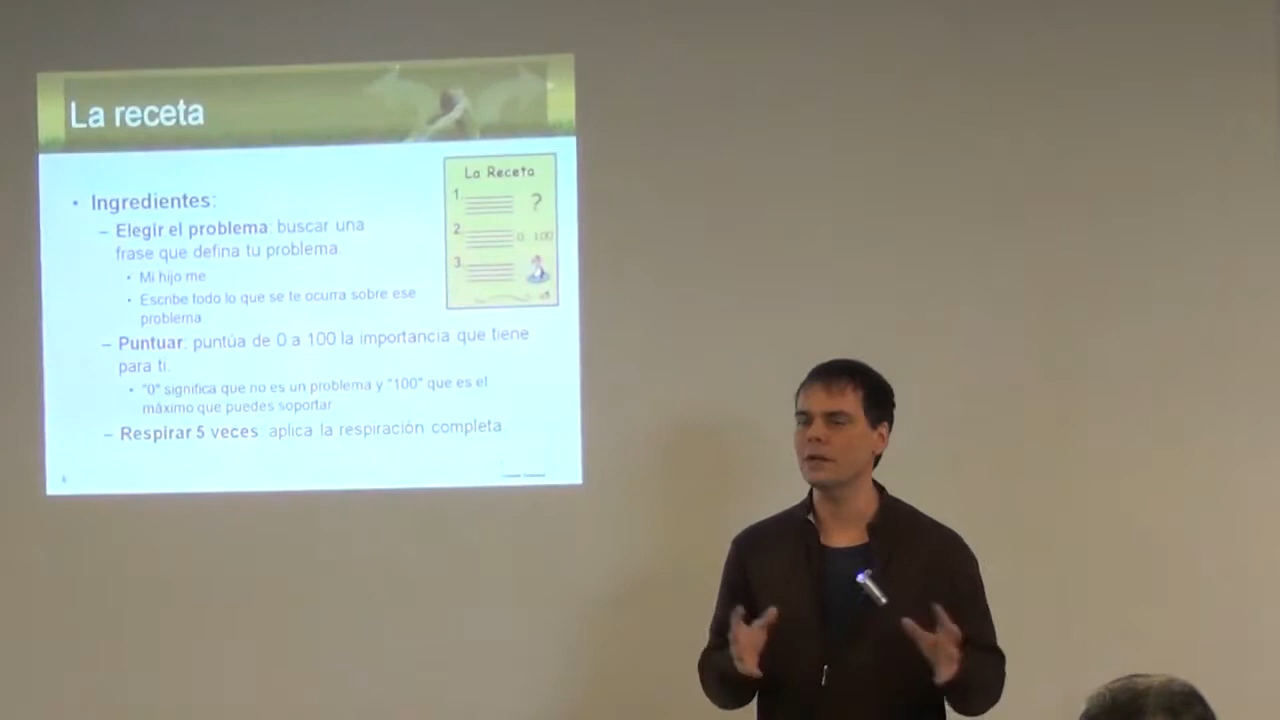 La receta
La Receta
1.
?
2.
0 100
3.
• Ingredientes:
– Elegir el problema: buscar una
frase que defina tu problema.
• Mi hijo me
• Escribe todo lo que se te ocurra sobre ese
problema
– Puntuar: puntúa de 0 a 100 la importancia que tiene
para ti.
• "0" significa que no es un problema y "100" que es el
máximo que puedes soportar
– Respirar 5 veces: aplica la respiración completa